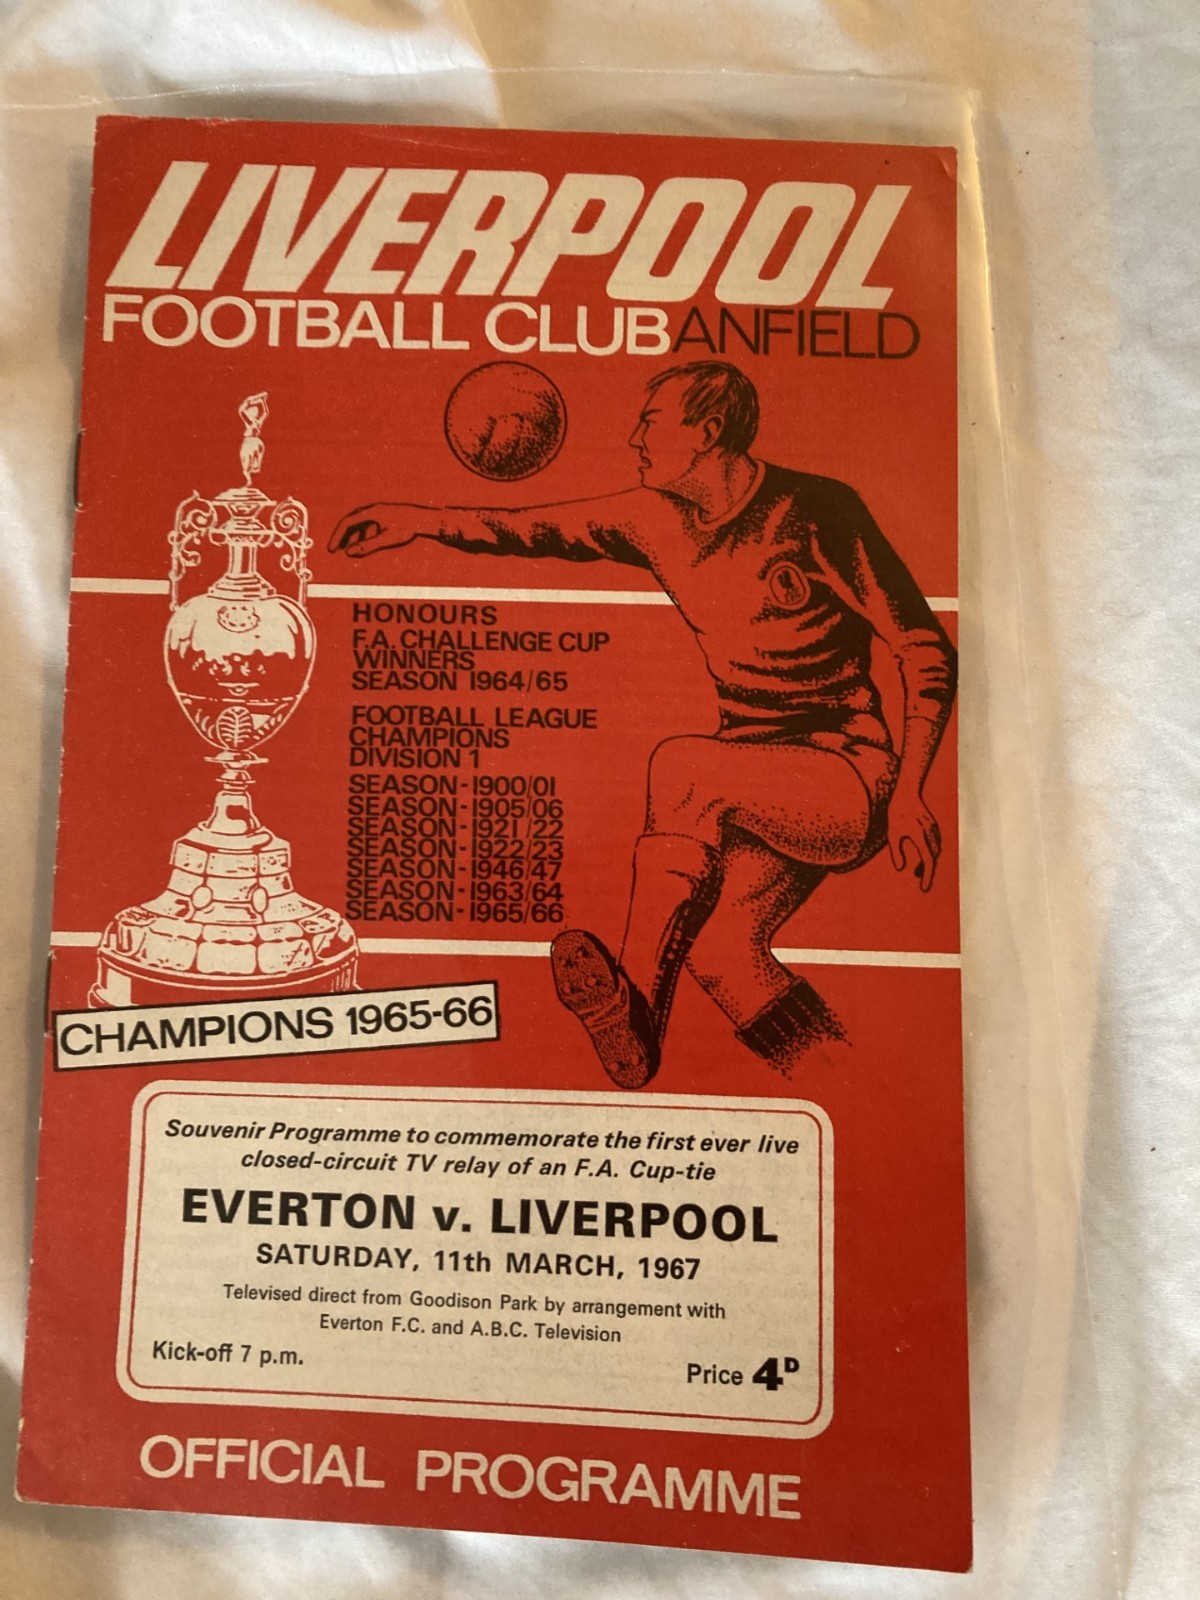 LIVERPOOL
FOOTBALL CLUB ANFIELD
HONOURS
F.A. CHALLENGE CUP
WINNERS
SEASON 1964/65
FOOTBALL LEAGUE
CHAMPIONS
DIVISION 1
SEASON-1900/01
SEASON-1905/06
SEASON-1921/22
SEASON-1922/23
SEASON-1946/47
SEASON-1963/64
SEASON-1965/66
CHAMPIONS 1965-66
Souvenir Programme to commemorate the first ever live
closed-circuit TV relay of an F.A. Cup-tie
EVERTON v. LIVERPOOL
SATURDAY, 11th MARCH, 1967
Televised direct from Goodison Park by arrangement with
Everton F.C. and A.B.C. Television
Kick-off 7 p.m.
Price 4D
OFFICIAL PROGRAMME